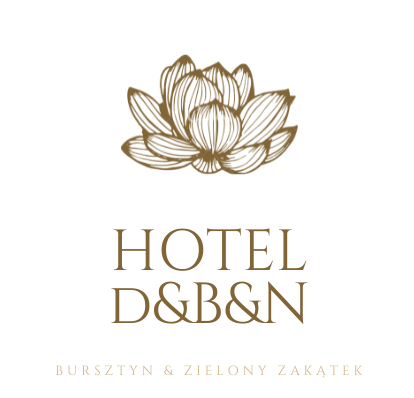 HOTEL
D&B&N
BURSZTYN & ZIELONY ZAKĄTEK